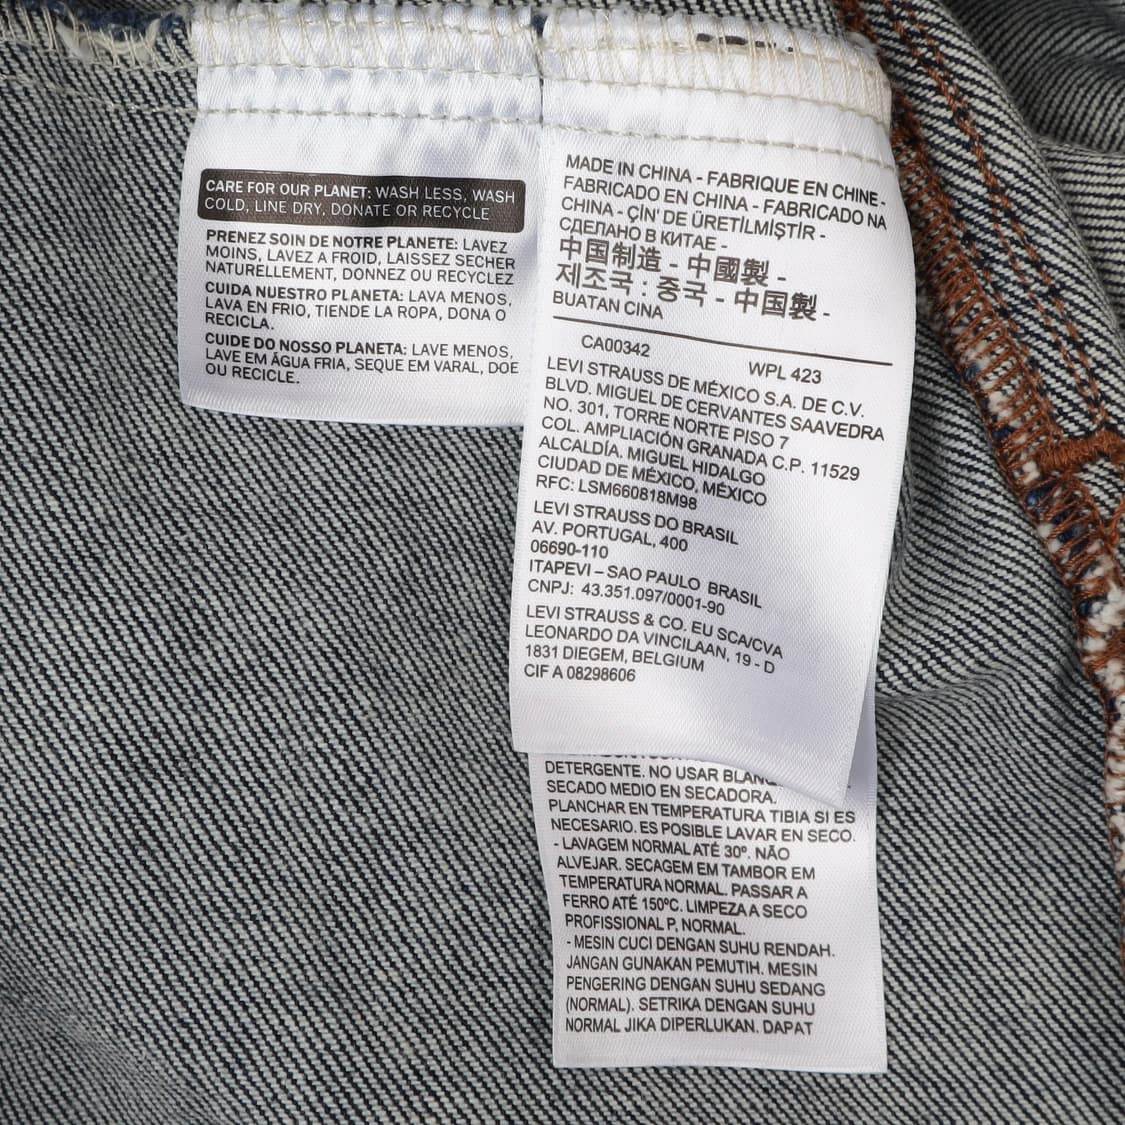 CARE FOR OUR PLANET: WASH LESS, WASH
COLD, LINE DRY, DONATE OR RECYCLE
PRENEZ SOIN DE NOTRE PLANETE: LAVEZ
MOINS, LAVEZ A FROID, LAISSEZ SECHER
NATURELLEMENT, DONNEZ OU RECYCLEZ
CUIDA NUESTRO PLANETA: LAVA MENOS,
LAVA EN FRIO, TIENDE LA ROPA, DONA O
RECICLA.
CUIDE DO NOSSO PLANETA: LAVE MENOS,
LAVE EM ÁGUA FRIA, SEQUE EM VARAL, DOE
OU RECICLE.
MADE IN CHINA - FABRIQUE EN CHINE -
FABRICADO EN CHINA - FABRICADO NA
CHINA - ÇİN' DE ÜRETİLMİŞTİR -
СДЕЛАНО В КИТАЕ -
中国制造 - 中國製 -
제조국 : 중국 - 中国製 -
BUATAN CINA
CA00342 WPL 423
LEVI STRAUSS DE MÉXICO S.A. DE C.V.
BLVD. MIGUEL DE CERVANTES SAAVEDRA
NO. 301, TORRE NORTE PISO 7
COL. AMPLIACIÓN GRANADA C.P. 11529
ALCALDÍA. MIGUEL HIDALGO
CIUDAD DE MÉXICO, MÉXICO
RFC: LSM660818M98
LEVI STRAUSS DO BRASIL
AV. PORTUGAL, 400
06690-110
ITAPEVI – SAO PAULO BRASIL
CNPJ: 43.351.097/0001-90
LEVI STRAUSS & CO. EU SCA/CVA
LEONARDO DA VINCILAAN, 19 - D
1831 DIEGEM, BELGIUM
CIF A 08298606
DETERGENTE. NO USAR
SECADO MEDIO EN SECADORA.
PLANCHAR EN TEMPERATURA TIBIA SI ES
NECESARIO. ES POSIBLE LAVAR EN SECO.
- LAVAGEM NORMAL ATÉ 30º. NÃO
ALVEJAR. SECAGEM EM TAMBOR EM
TEMPERATURA NORMAL. PASSAR A
FERRO ATÉ 150ºC. LIMPEZA A SECO
PROFISSIONAL P, NORMAL.
- MESIN CUCI DENGAN SUHU RENDAH.
JANGAN GUNAKAN PEMUTIH. MESIN
PENGERING DENGAN SUHU SEDANG
(NORMAL). SETRIKA DENGAN SUHU
NORMAL JIKA DIPERLUKAN. DAPAT